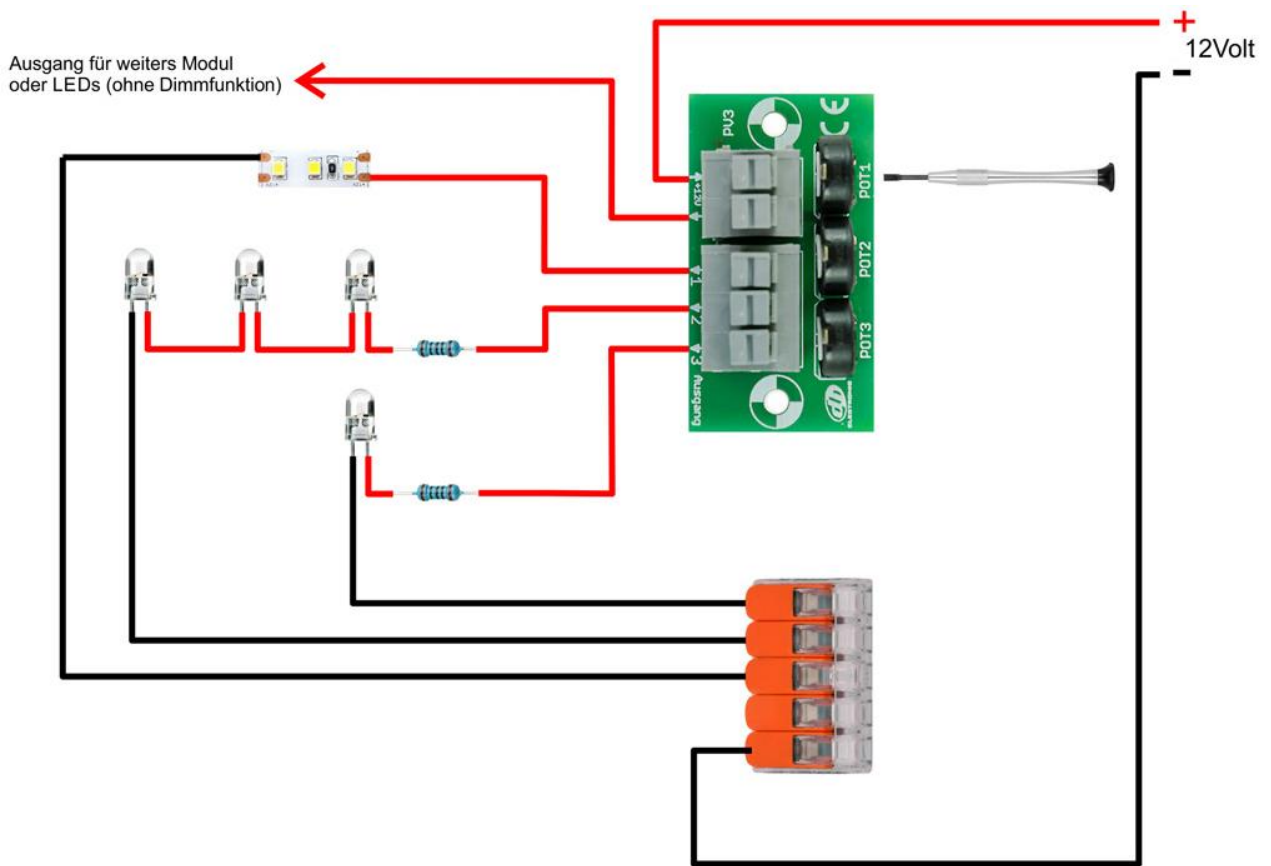 +
12Volt
-
Ausgang für weiters Modul
oder LEDs (ohne Dimmfunktion)
PV3
CE
+12V
POT1
POT2
POT3
1
2
3
Ausgang
ELECTRONIC